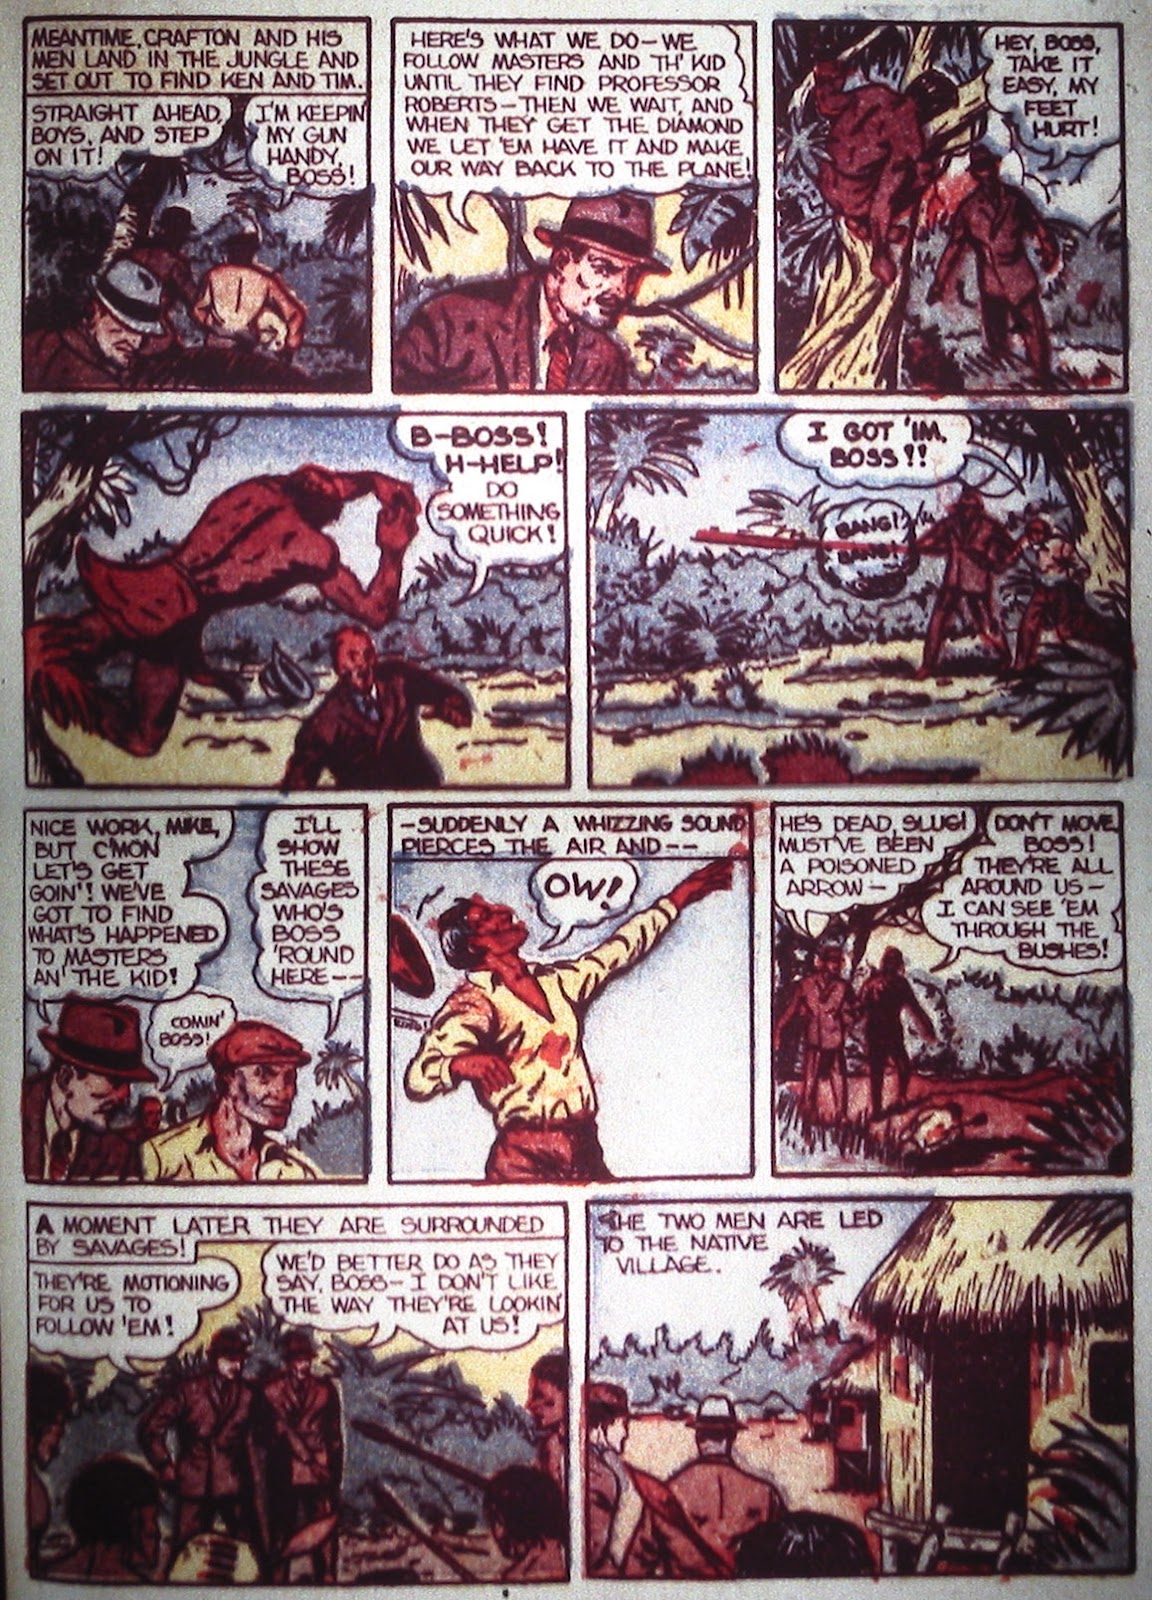 MEANTIME, CRAFTON AND HIS
MEN LAND IN THE JUNGLE AND
SET OUT TO FIND KEN AND TIM.
STRAIGHT AHEAD,
BOYS, AND STEP
ON IT!
I'M KEEPIN'
MY GUN
HANDY,
BOSS!
HERE'S WHAT WE DO — WE
FOLLOW MASTERS AND TH' KID
UNTIL THEY FIND PROFESSOR
ROBERTS — THEN WE WAIT, AND
WHEN THEY GET THE DIAMOND
WE LET 'EM HAVE IT AND MAKE
OUR WAY BACK TO THE PLANE!
HEY, BOSS,
TAKE IT
EASY, MY
FEET
HURT!
B-BOSS!
H-HELP!
DO
SOMETHING
QUICK!
I GOT 'IM,
BOSS!!
BANG!
BANG!
NICE WORK, MIKE,
BUT C'MON
LET'S GET
GOIN'! WE'VE
GOT TO FIND
WHAT'S HAPPENED
TO MASTERS
AN' THE KID!
COMIN'
BOSS!
I'LL
SHOW
THESE
SAVAGES
WHO'S
BOSS
'ROUND
HERE --
- SUDDENLY A WHIZZING SOUND
PIERCES THE AIR AND --
OW!
HE'S DEAD, SLUG!
MUST'VE BEEN
A POISONED
ARROW -
DON'T MOVE,
BOSS!
THEY'RE ALL
AROUND US -
I CAN SEE 'EM
THROUGH THE
BUSHES!
A MOMENT LATER THEY ARE SURROUNDED
BY SAVAGES!
THEY'RE MOTIONING
FOR US TO
FOLLOW 'EM!
WE'D BETTER DO AS THEY
SAY, BOSS - I DON'T LIKE
THE WAY THEY'RE LOOKIN'
AT US!
THE TWO MEN ARE LED
TO THE NATIVE
VILLAGE.